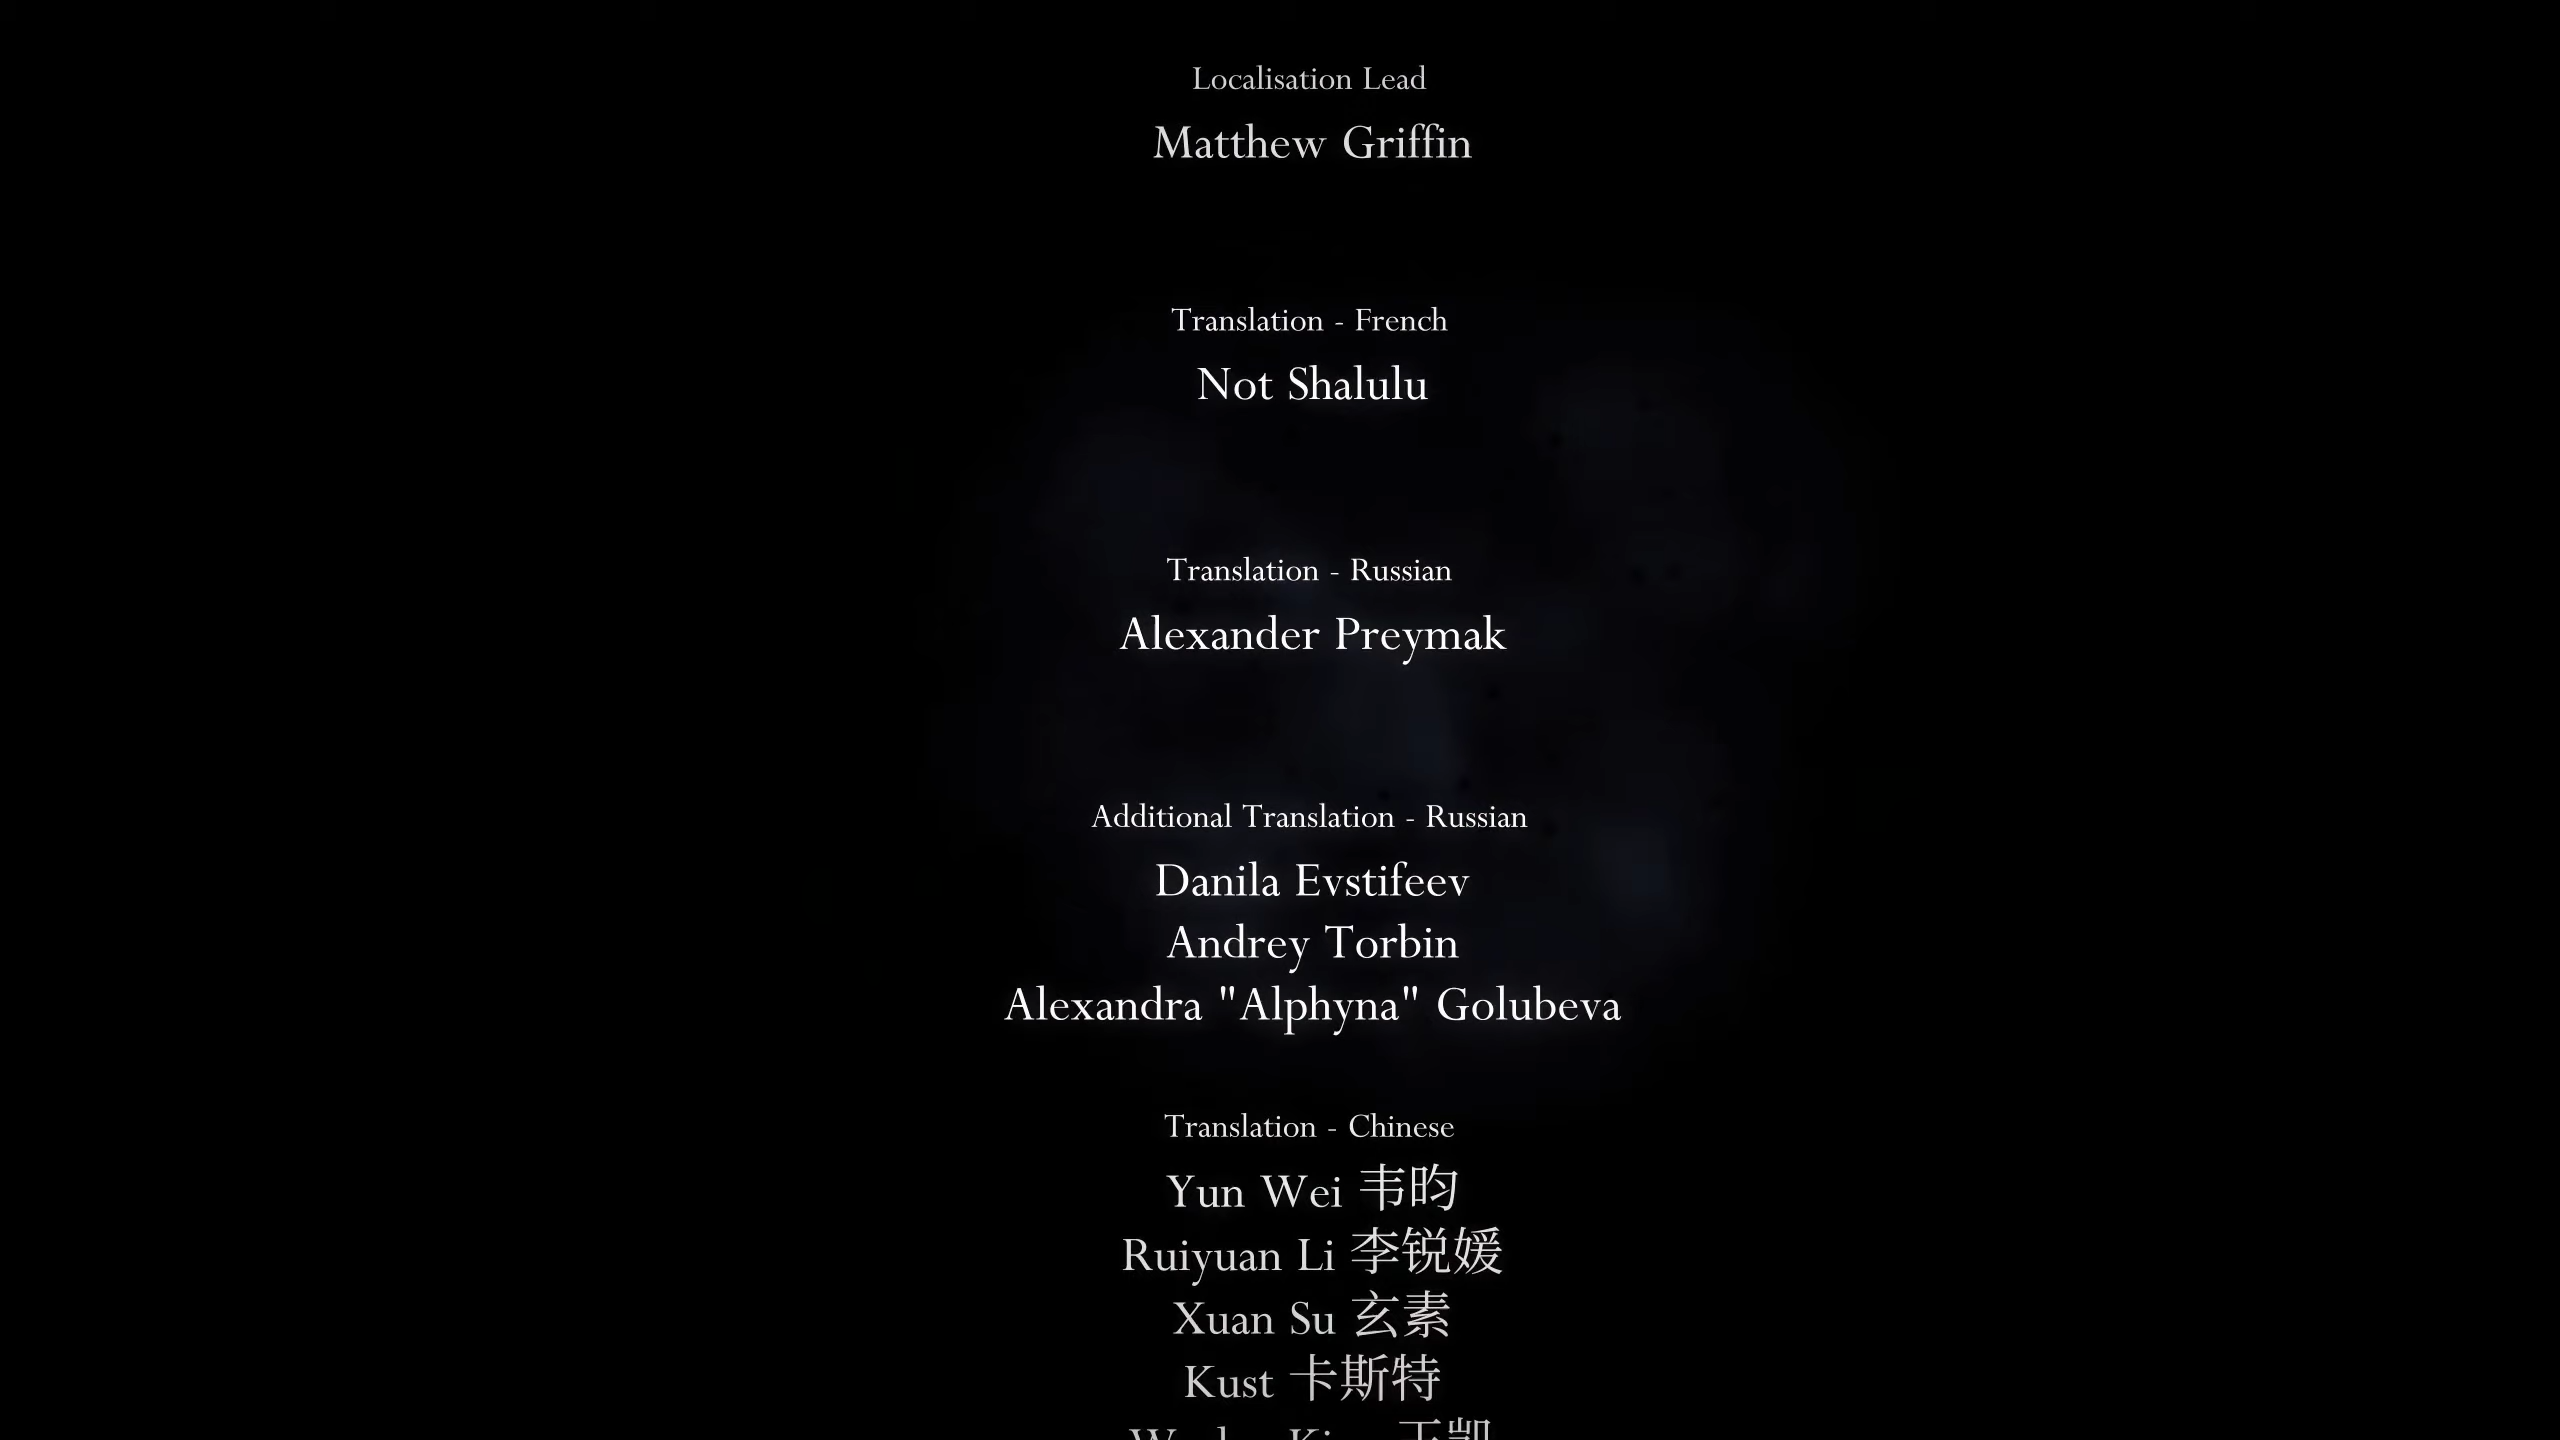 Localisation Lead
Matthew Griffin
Translation - French
Not Shalulu
Translation - Russian
Alexander Preymak
Additional Translation - Russian
Danila Evstifeev
Andrey Torbin
Alexandra "Alphyna" Golubeva
Translation - Chinese
Yun Wei 韦昀
Ruiyuan Li 李锐媛
Xuan Su 玄素
Kust 卡斯特